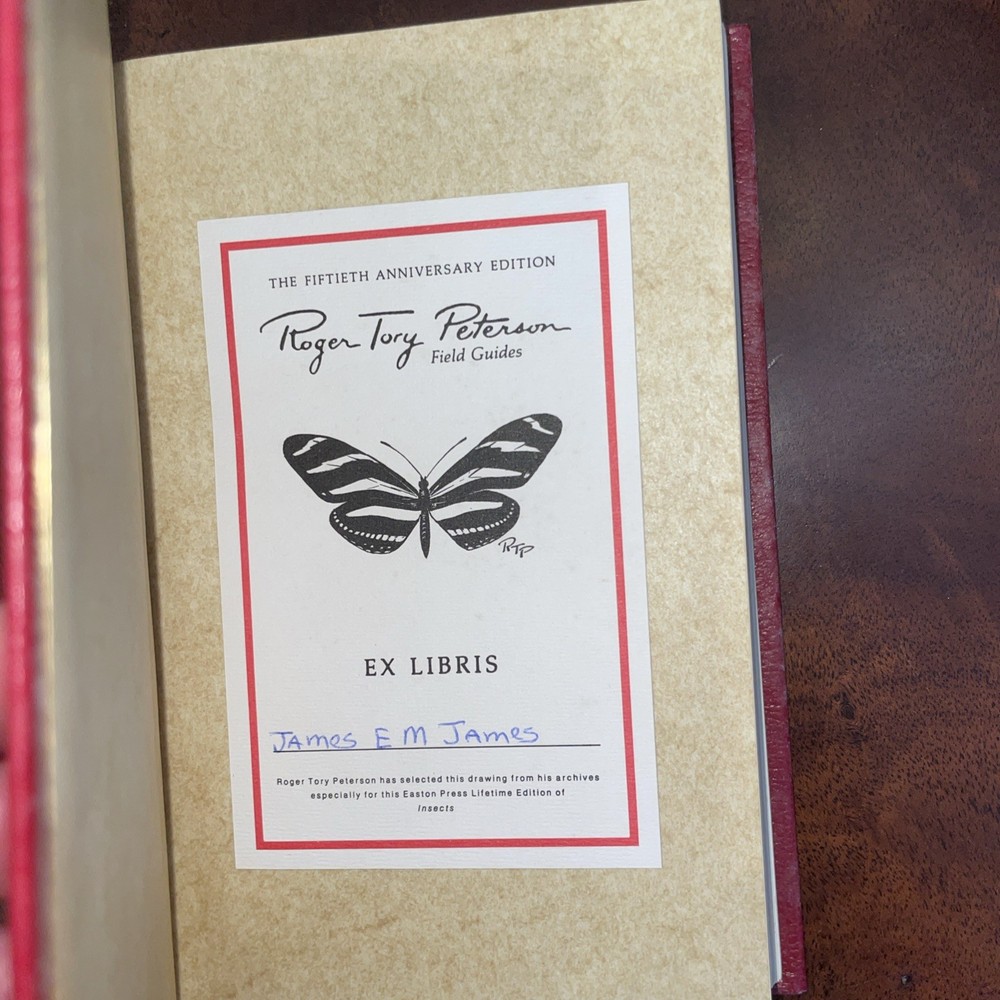 THE FIFTIETH ANNIVERSARY EDITION
Roger Tory Peterson
Field Guides
RTP
EX LIBRIS
James E M James
Roger Tory Peterson has selected this drawing from his archives
especially for this Easton Press Lifetime Edition of
Insects